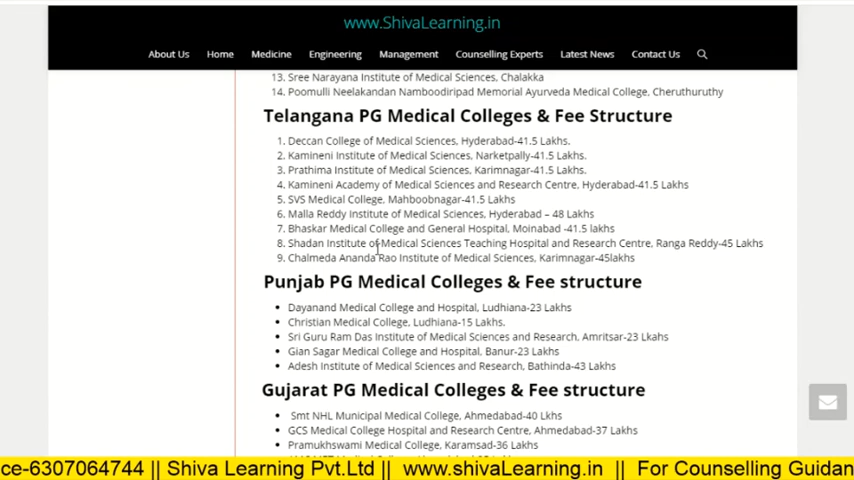 www.ShivaLearning.in
About Us Home Medicine Engineering Management Counselling Experts Latest News Contact Us
13. Sree Narayana Institute of Medical Sciences, Chalakka
14. Poomulli Neelakandan Namboodiripad Memorial Ayurveda Medical College, Cheruthuruthy
Telangana PG Medical Colleges & Fee Structure
1. Deccan College of Medical Sciences, Hyderabad-41.5 Lakhs.
2. Kamineni Institute of Medical Sciences, Narketpally-41.5 Lakhs.
3. Prathima Institute of Medical Sciences, Karimnagar-41.5 Lakhs.
4. Kamineni Academy of Medical Sciences and Research Centre, Hyderabad-41.5 Lakhs
5. SVS Medical College, Mahboobnagar-41.5 Lakhs
6. Malla Reddy Institute of Medical Sciences, Hyderabad – 48 Lakhs
7. Bhaskar Medical College and General Hospital, Moinabad -41.5 lakhs
8. Shadan Institute of Medical Sciences Teaching Hospital and Research Centre, Ranga Reddy-45 Lakhs
9. Chalmeda Ananda Rao Institute of Medical Sciences, Karimnagar-45lakhs
Punjab PG Medical Colleges & Fee structure
Dayanand Medical College and Hospital, Ludhiana-23 Lakhs
Christian Medical College, Ludhiana-15 Lakhs.
Sri Guru Ram Das Institute of Medical Sciences and Research, Amritsar-23 Lkahs
Gian Sagar Medical College and Hospital, Banur-23 Lakhs
Adesh Institute of Medical Sciences and Research, Bathinda-43 Lakhs
Gujarat PG Medical Colleges & Fee structure
Smt NHL Municipal Medical College, Ahmedabad-40 Lkhs
GCS Medical College Hospital and Research Centre, Ahmedabad-37 Lakhs
Pramukhswami Medical College, Karamsad-36 Lakhs
ce-6307064744 || Shiva Learning Pvt.Ltd || www.shivaLearning.in || For Counselling Guidan